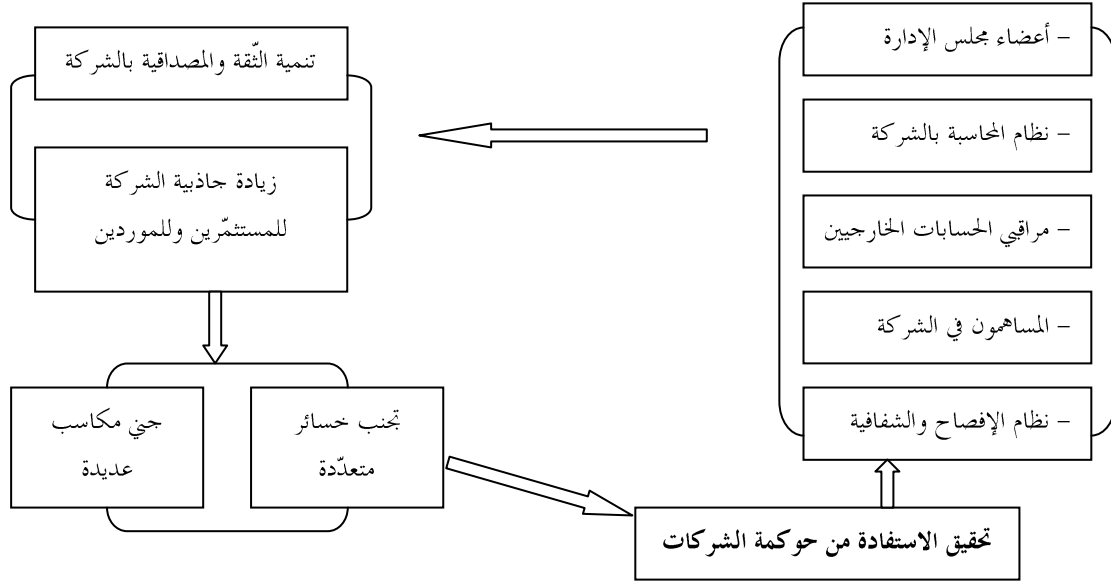 – أعضاء مجلس الإدارة
– نظام المحاسبة بالشركة
– مراقبي الحسابات الخارجيين
– المساهمون في الشركة
– نظام الإفصاح والشفافية
تنمية الثّقة والمصداقية بالشركة
زيادة جاذبية الشركة
للمستثمّرين وللموردين
تجنب خسائر
متعدّدة
جني مكاسب
عديدة
تحقيق الاستفادة من حوكمة الشركات